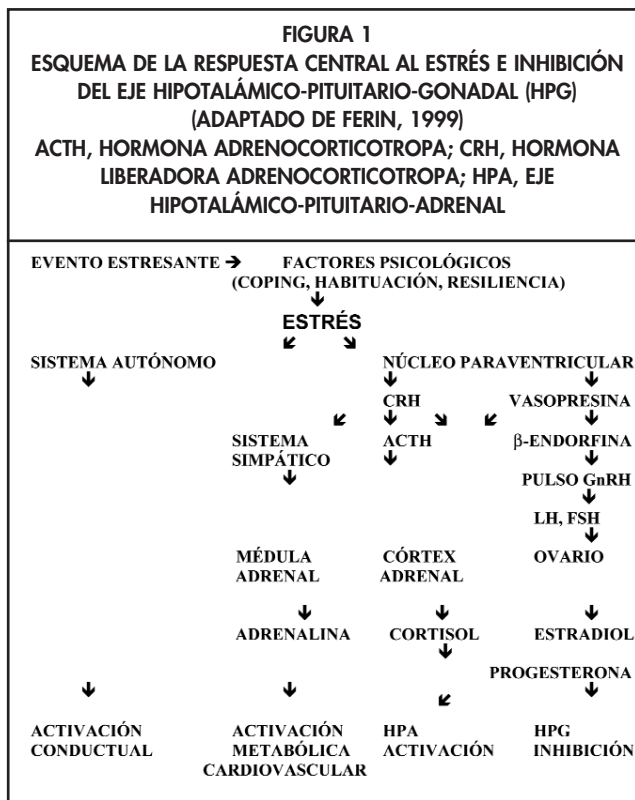 FIGURA 1
ESQUEMA DE LA RESPUESTA CENTRAL AL ESTRÉS E INHIBICIÓN
DEL EJE HIPOTALÁMICO-PITUITARIO-GONADAL (HPG)
(ADAPTADO DE FERIN, 1999)
ACTH, HORMONA ADRENOCORTICOTROPA; CRH, HORMONA
LIBERADORA ADRENOCORTICOTROPA; HPA, EJE
HIPOTALÁMICO-PITUITARIO-ADRENAL
EVENTO ESTRESANTE → FACTORES PSICOLÓGICOS
(COPING, HABITUACIÓN, RESILIENCIA)
ESTRÉS
SISTEMA AUTÓNOMO NÚCLEO PARAVENTRICULAR
CRH VASOPRESINA
SISTEMA ACTH β-ENDORFINA
SIMPÁTICO
PULSO GnRH
LH, FSH
MÉDULA CÓRTEX OVARIO
ADRENAL ADRENAL
ADRENALINA CORTISOL ESTRADIOL
PROGESTERONA
ACTIVACIÓN ACTIVACIÓN HPA HPG
CONDUCTUAL METABÓLICA ACTIVACIÓN INHIBICIÓN
CARDIOVASCULAR